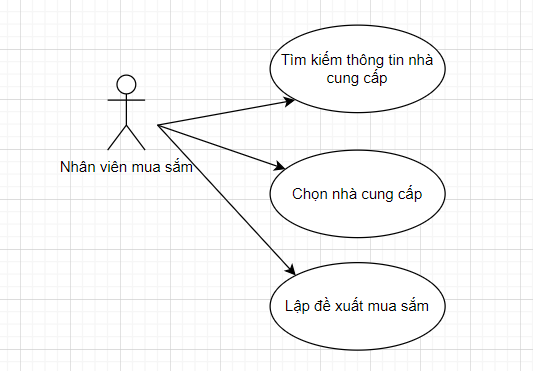 Tìm kiếm thông tin nhà
cung cấp
Nhân viên mua sắm
Chọn nhà cung cấp
Lập đề xuất mua sắm